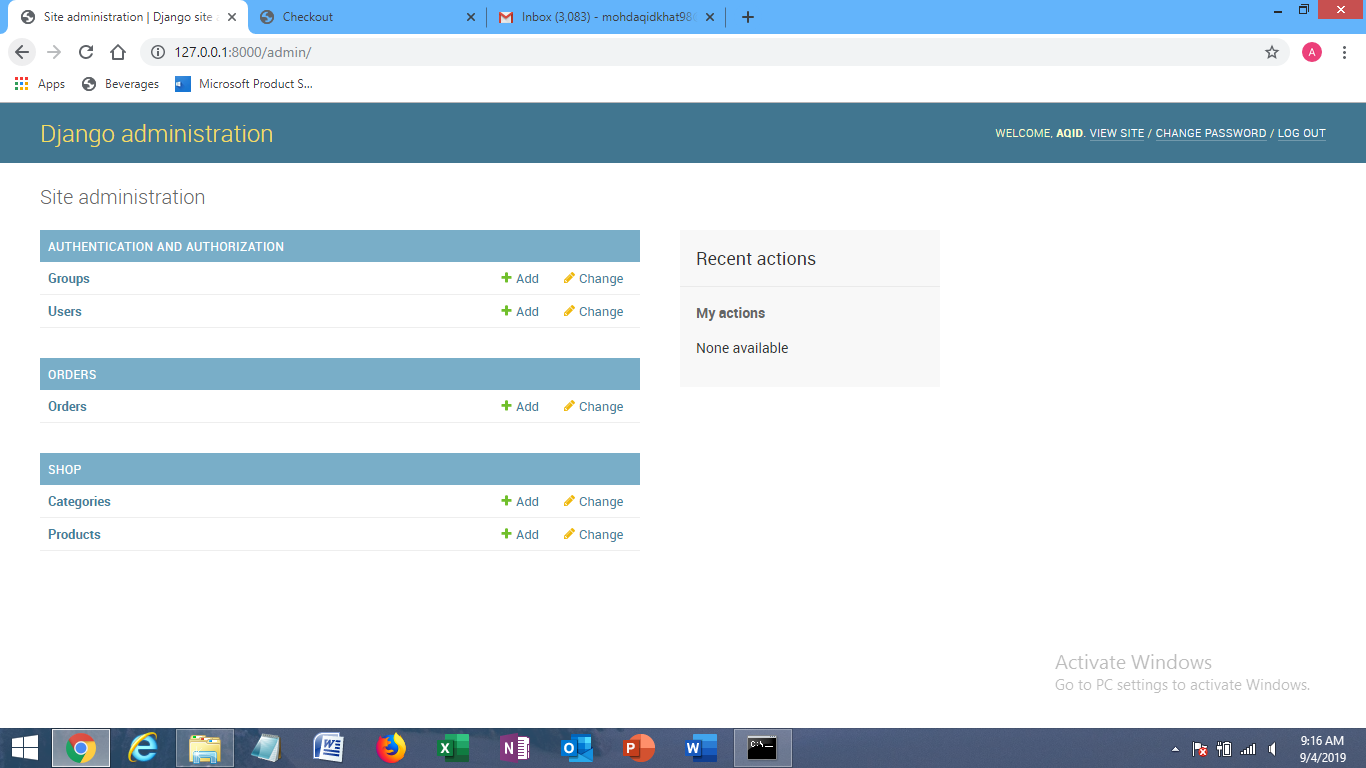 Site administration | Django site
Checkout
Inbox (3,083) - mohdaqidkhat98
127.0.0.1:8000/admin/
A
Apps
Beverages
Microsoft Product S...
Django administration
WELCOME, AQID. VIEW SITE / CHANGE PASSWORD / LOG OUT
Site administration
AUTHENTICATION AND AUTHORIZATION
Groups Add Change
Users Add Change
ORDERS
Orders Add Change
SHOP
Categories Add Change
Products Add Change
Recent actions
My actions
None available
Activate Windows
Go to PC settings to activate Windows.
9:16 AM
9/4/2019